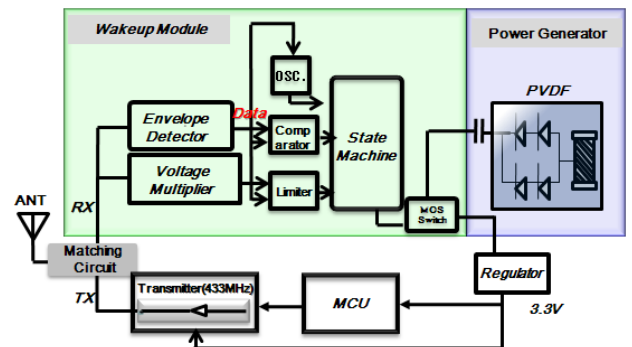 Wakeup Module
Power Generator
OSC.
PVDF
Envelope
Detector
Data
Comp
arator
State
Machine
Voltage
Multiplier
Limiter
MOS
Switch
ANT
RX
Matching
Circuit
TX
Transmitter(433MHz)
MCU
Regulator
3.3V